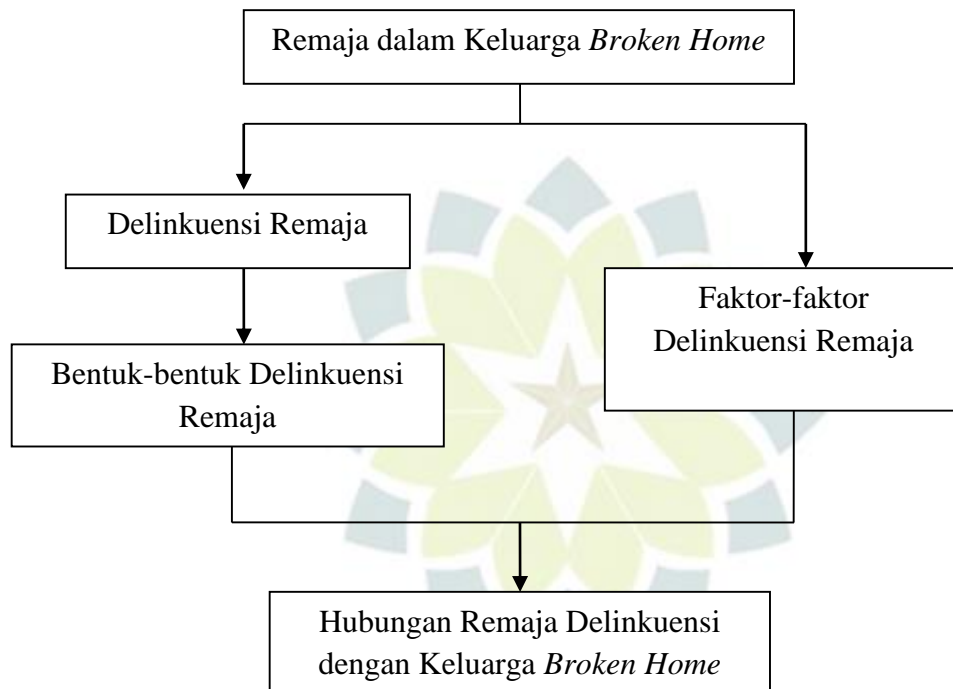 Remaja dalam Keluarga Broken Home
Delinkuensi Remaja
Faktor-faktor
Delinkuensi Remaja
Bentuk-bentuk Delinkuensi
Remaja
Hubungan Remaja Delinkuensi
dengan Keluarga Broken Home